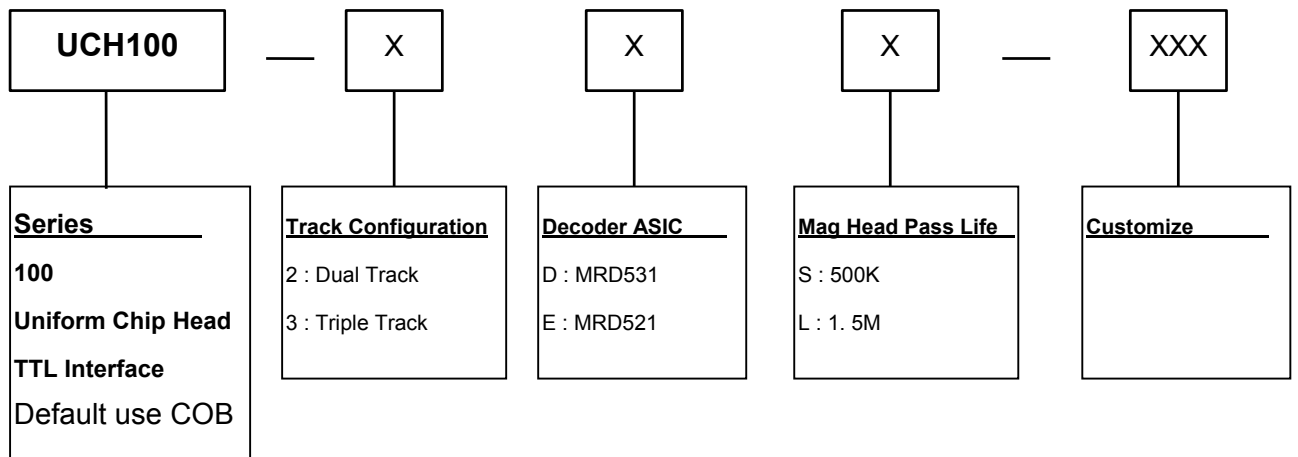 UCH100 — X X X — XXX
Series
100
Uniform Chip Head
TTL Interface
Default use COB
Track Configuration
2 : Dual Track
3 : Triple Track
Decoder ASIC
D : MRD531
E : MRD521
Mag Head Pass Life
S : 500K
L : 1. 5M
Customize